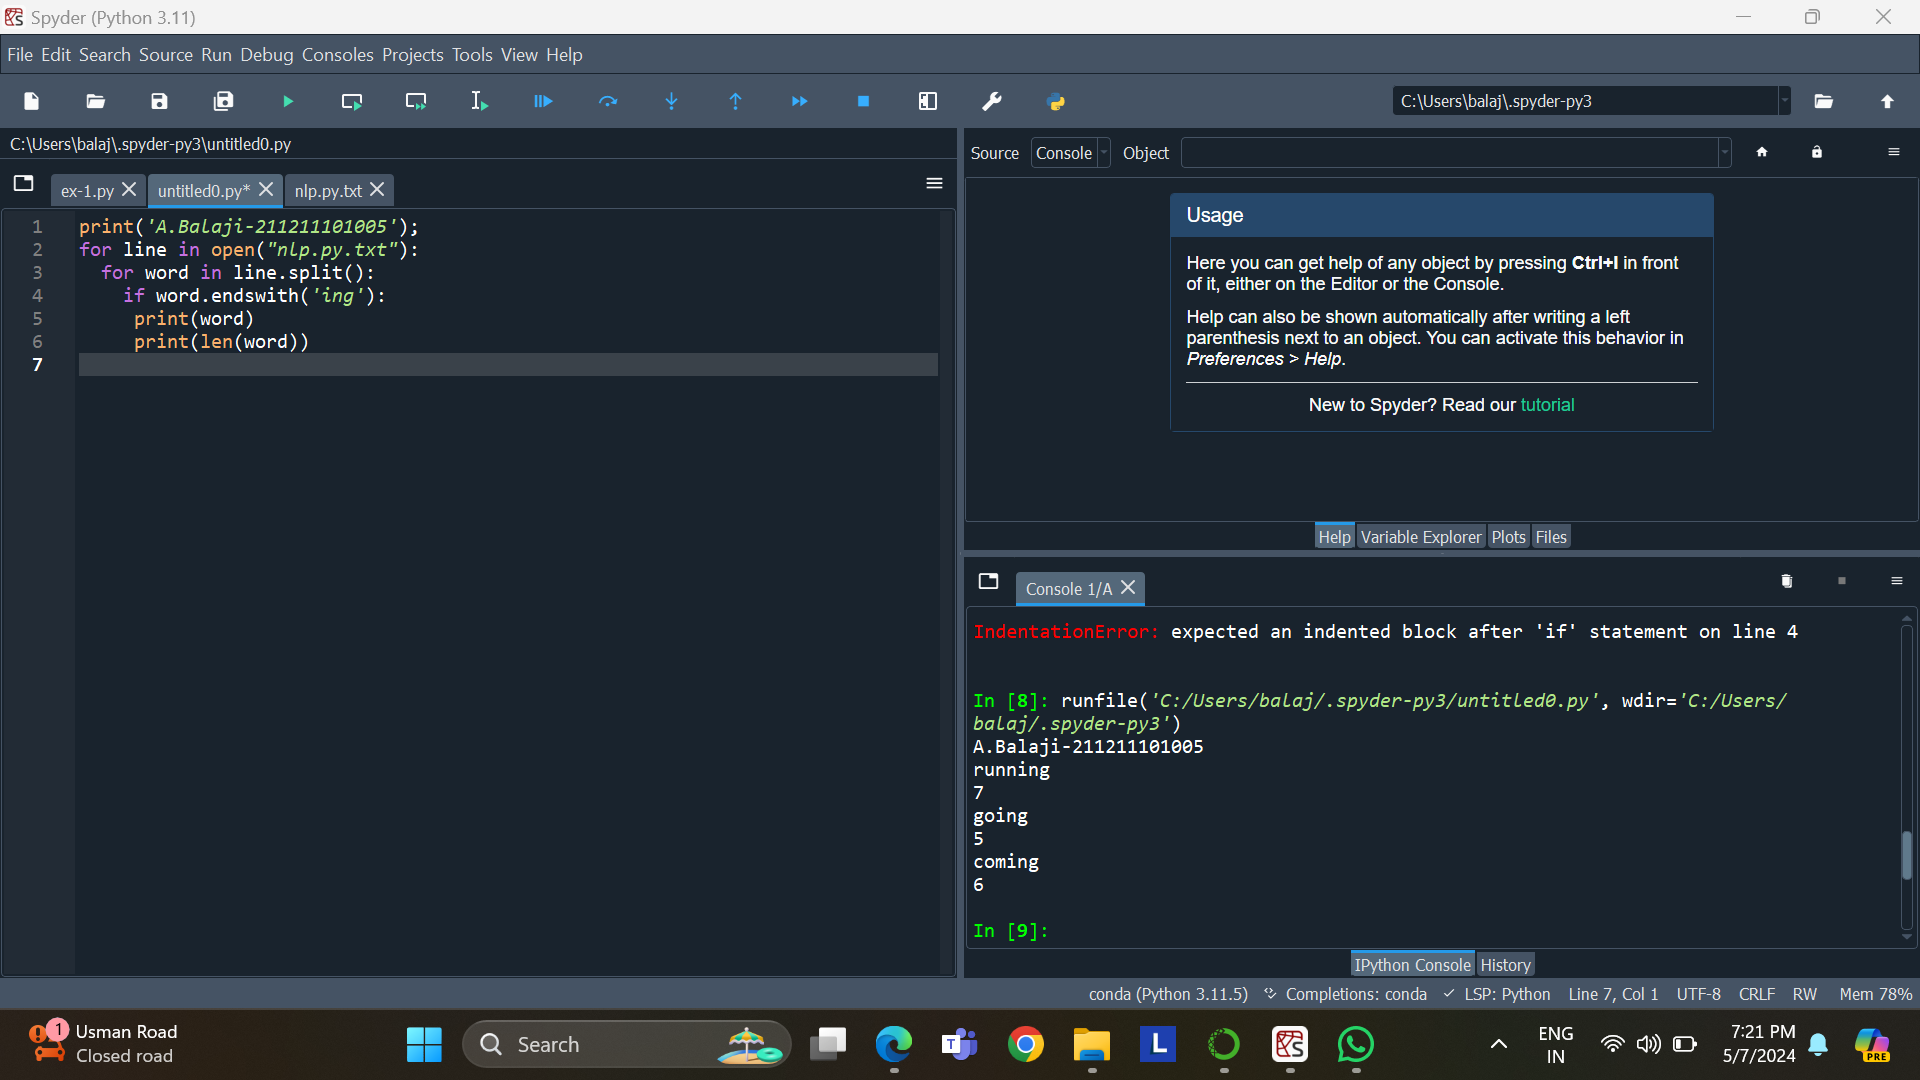 Spyder (Python 3.11)
File Edit Search Source Run Debug Consoles Projects Tools View Help
C:\Users\balaj\.spyder-py3
C:\Users\balaj\.spyder-py3\untitled0.py
ex-1.py
untitled0.py*
nlp.py.txt
1 print('A.Balaji-211211101005');
2 for line in open("nlp.py.txt"):
3   for word in line.split():
4     if word.endswith('ing'):
5      print(word)
6      print(len(word))
7
Source Console Object
Usage
Here you can get help of any object by pressing Ctrl+I in front
of it, either on the Editor or the Console.
Help can also be shown automatically after writing a left
parenthesis next to an object. You can activate this behavior in
Preferences > Help.
New to Spyder? Read our tutorial
Help Variable Explorer Plots Files
Console 1/A
IndentationError: expected an indented block after 'if' statement on line 4
In [8]: runfile('C:/Users/balaj/.spyder-py3/untitled0.py', wdir='C:/Users/
balaj/.spyder-py3')
A.Balaji-211211101005
running
7
going
5
coming
6
In [9]:
IPython Console History
conda (Python 3.11.5) Completions: conda LSP: Python Line 7, Col 1 UTF-8 CRLF RW Mem 78%
1
Usman Road
Closed road
Search
T
L
ENG
IN
7:21 PM
5/7/2024
PRE